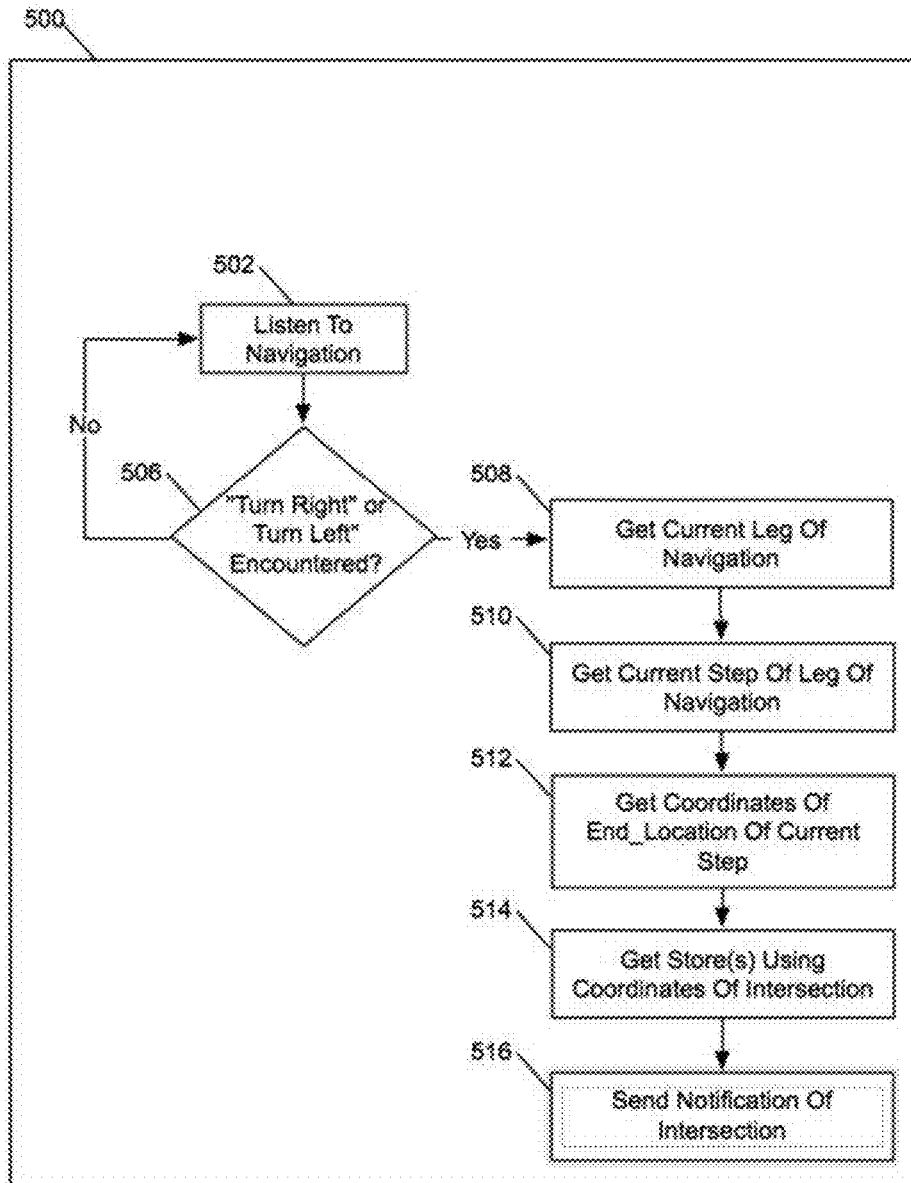 500
502
Listen To
Navigation
No
506
"Turn Right" or
Turn Left"
Encountered?
Yes
508
Get Current Leg Of
Navigation
510
Get Current Step Of Leg Of
Navigation
512
Get Coordinates Of
End_Location Of Current
Step
514
Get Store(s) Using
Coordinates Of Intersection
516
Send Notification Of
Intersection